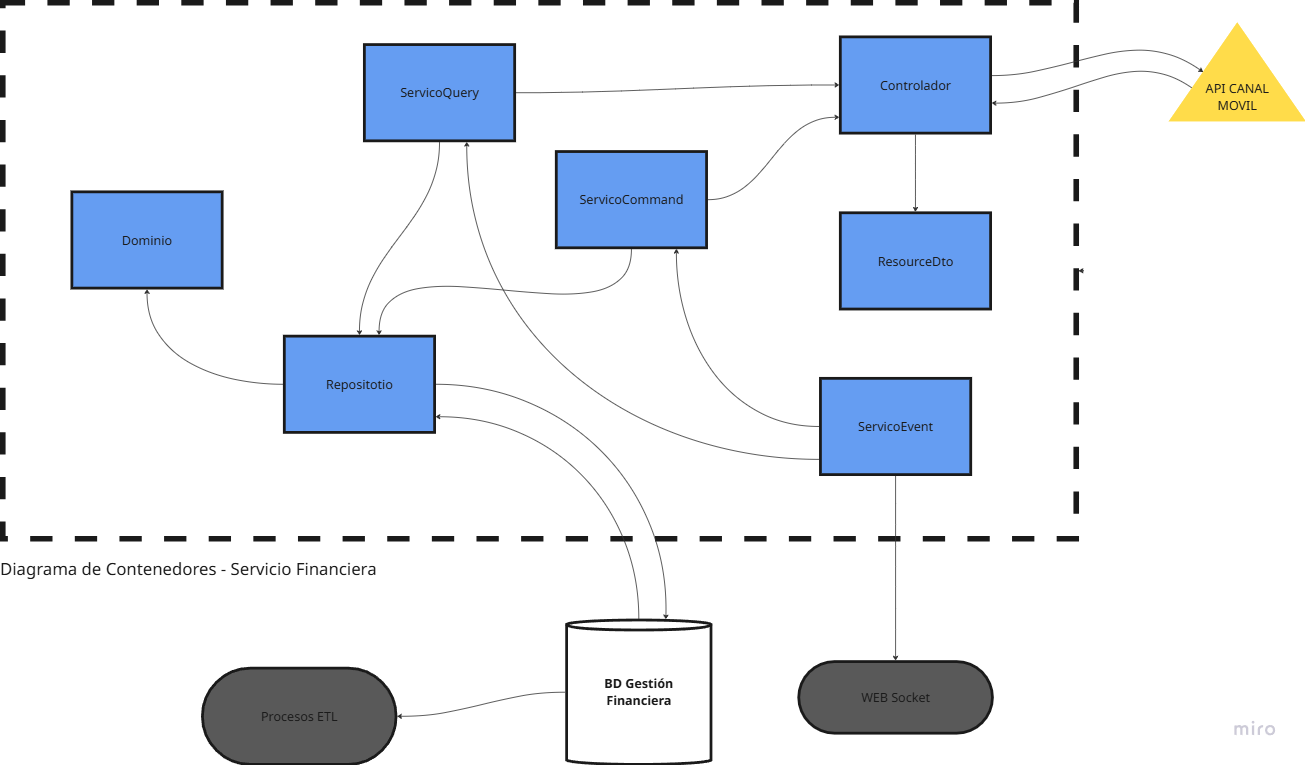 ServicoQuery
Controlador
API CANAL
MOVIL
ServicoCommand
Dominio
ResourceDto
Repositotio
ServicoEvent
Diagrama de Contenedores - Servicio Financiera
BD Gestión
Financiera
Procesos ETL
WEB Socket
miro